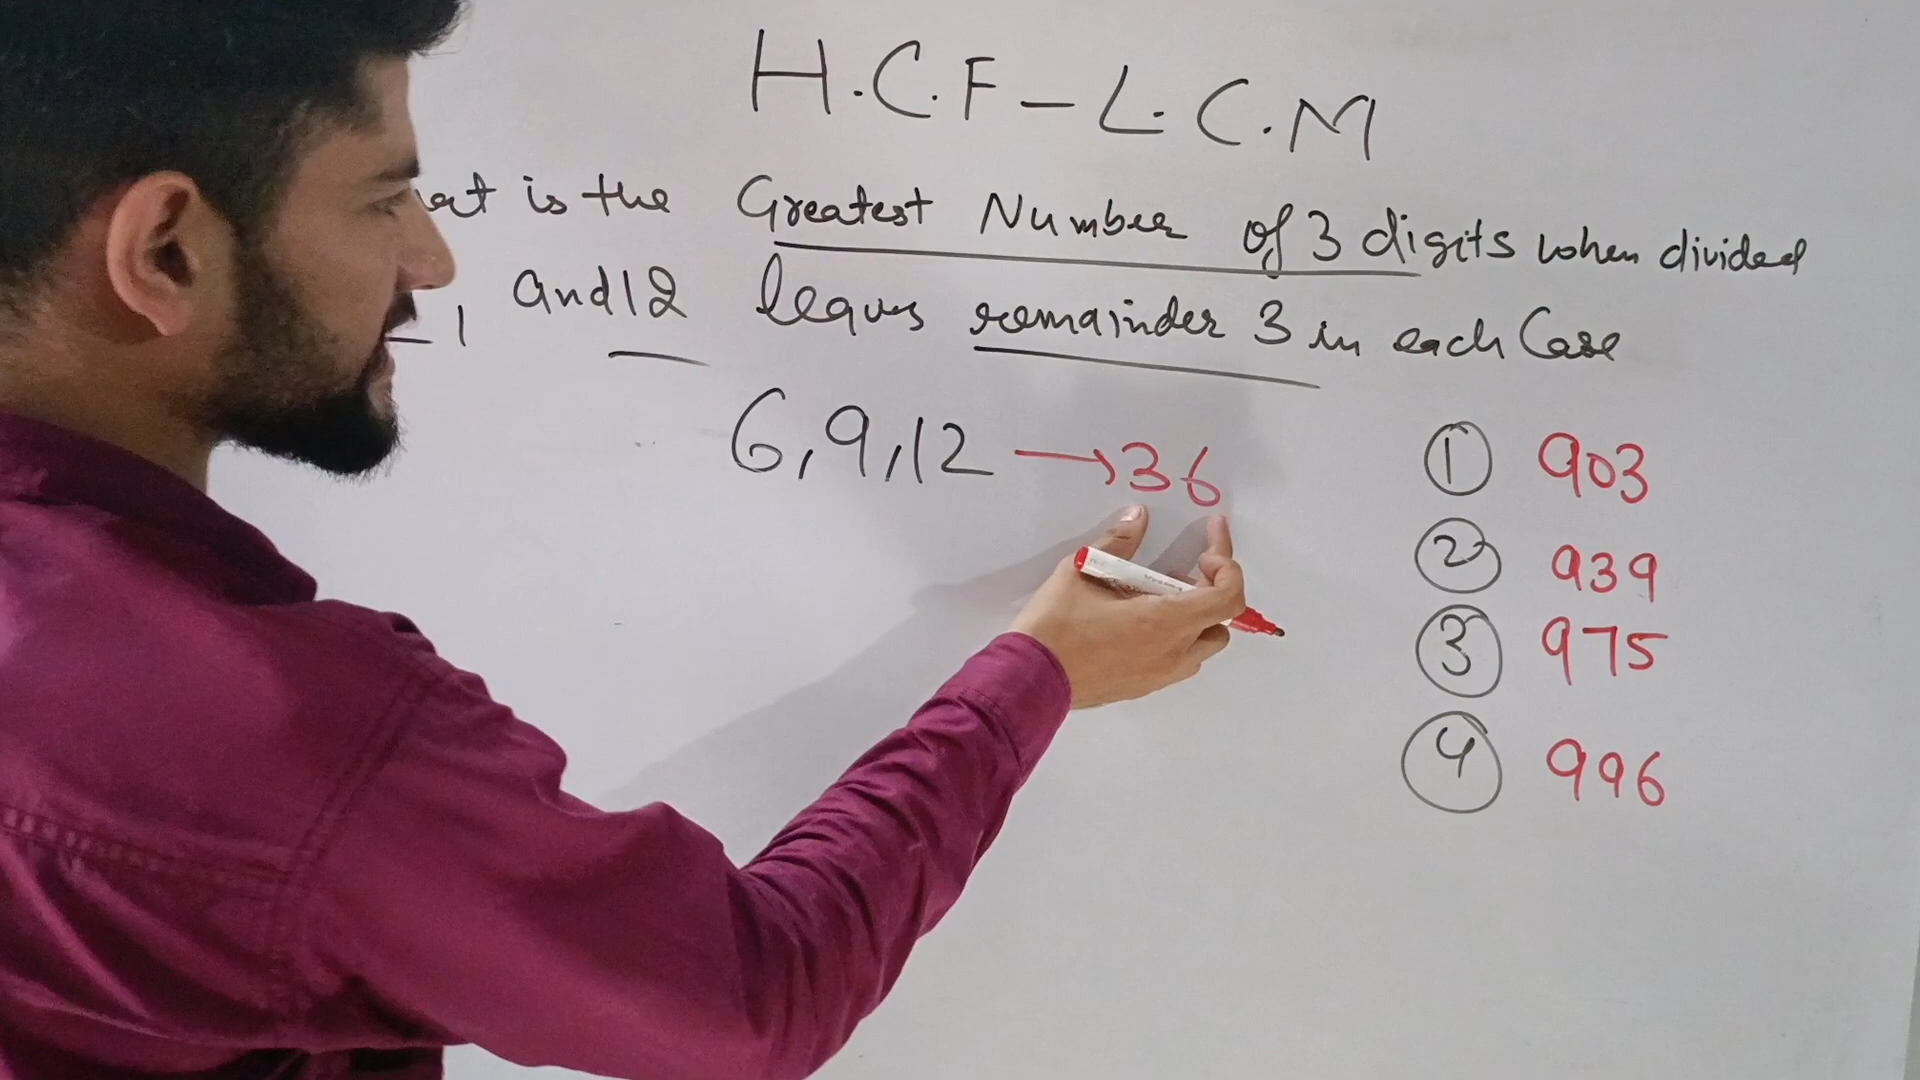 H.C.F - L.C.M
at is the Greatest Number of 3 digits when divided
and 12 leaves remainder 3 in each Case
6, 9, 12 → 36
① 903
② 939
③ 975
④ 996